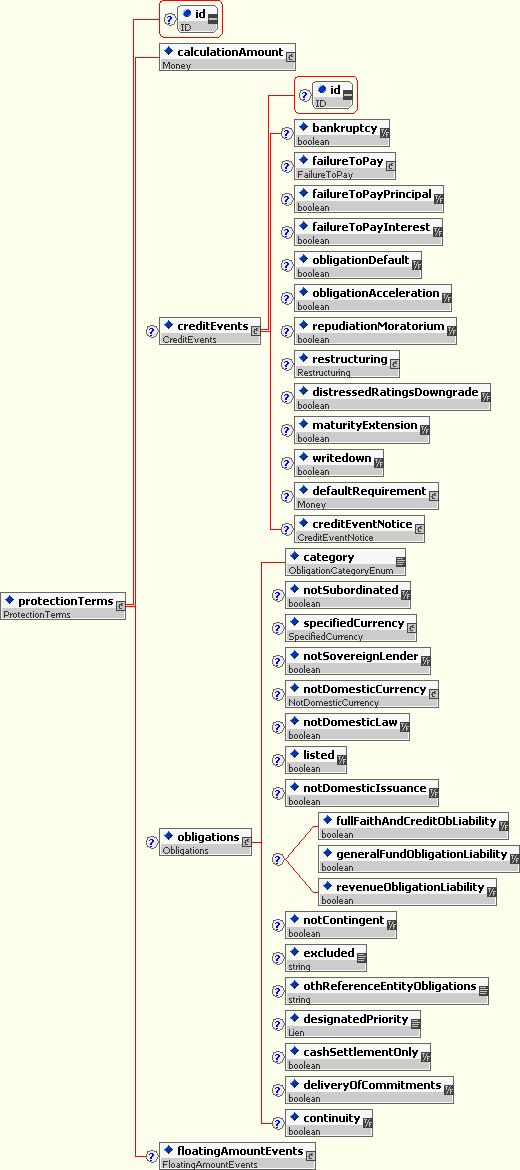 id
ID
calculationAmount
Money
id
ID
bankruptcy
boolean
failureToPay
FailureToPay
failureToPayPrincipal
boolean
failureToPayInterest
boolean
obligationDefault
boolean
obligationAcceleration
boolean
creditEvents
CreditEvents
repudiationMoratorium
boolean
restructuring
Restructuring
distressedRatingsDowngrade
boolean
maturityExtension
boolean
writedown
boolean
defaultRequirement
Money
creditEventNotice
CreditEventNotice
category
ObligationCategoryEnum
protectionTerms
ProtectionTerms
notSubordinated
boolean
specifiedCurrency
SpecifiedCurrency
notSovereignLender
boolean
notDomesticCurrency
NotDomesticCurrency
notDomesticLaw
boolean
listed
boolean
notDomesticIssuance
boolean
obligations
Obligations
fullFaithAndCreditObLiability
boolean
generalFundObligationLiability
boolean
revenueObligationLiability
boolean
notContingent
boolean
excluded
string
othReferenceEntityObligations
string
designatedPriority
Lien
cashSettlementOnly
boolean
deliveryOfCommitments
boolean
continuity
boolean
floatingAmountEvents
FloatingAmountEvents